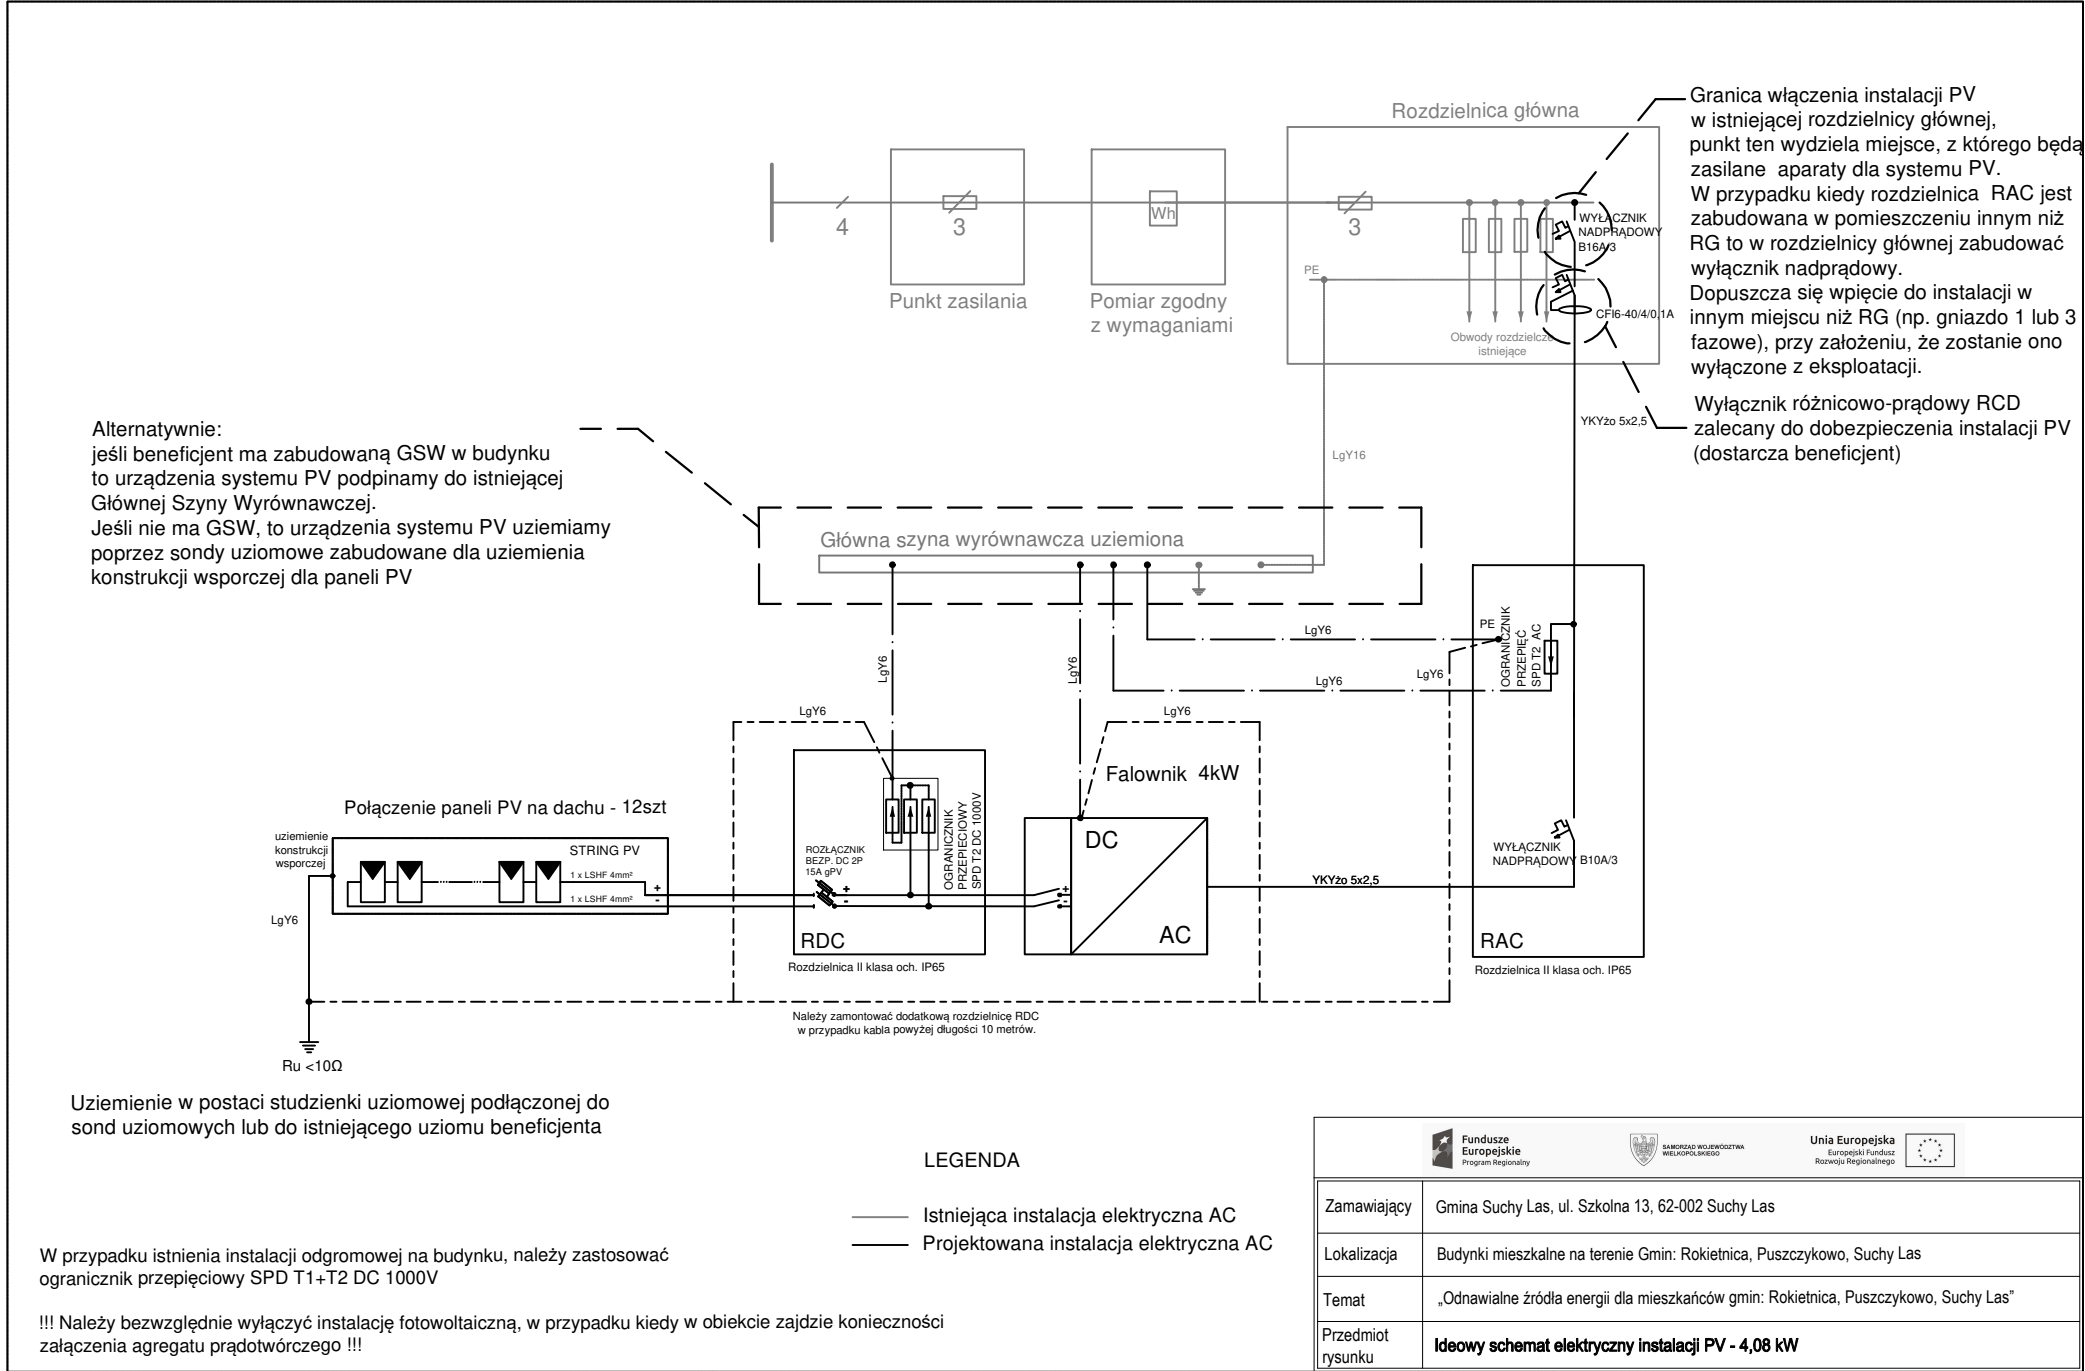 Rozdzielnica główna
Granica włączenia instalacji PV
w istniejącej rozdzielnicy głównej,
punkt ten wydziela miejsce, z którego będą
zasilane aparaty dla systemu PV.
W przypadku kiedy rozdzielnica RAC jest
zabudowana w pomieszczeniu innym niż
RG to w rozdzielnicy głównej zabudować
wyłącznik nadprądowy.
Dopuszcza się wpięcie do instalacji w
innym miejscu niż RG (np. gniazdo 1 lub 3
fazowe), przy założeniu, że zostanie ono
wyłączone z eksploatacji.
4
3
Wh
3
WYŁĄCZNIK
NADPRĄDOWY
B16A/3
PE
CFI6-40/4/0,1A
Punkt zasilania
Pomiar zgodny
z wymaganiami
Obwody rozdzielcze
istniejące
Wyłącznik różnicowo-prądowy RCD
zalecany do dobezpieczenia instalacji PV
(dostarcza beneficjent)
YKYżo 5x2,5
LgY16
Alternatywnie:
jeśli beneficjent ma zabudowaną GSW w budynku
to urządzenia systemu PV podpinamy do istniejącej
Głównej Szyny Wyrównawczej.
Jeśli nie ma GSW, to urządzenia systemu PV uziemiamy
poprzez sondy uziomowe zabudowane dla uziemienia
konstrukcji wsporczej dla paneli PV
Główna szyna wyrównawcza uziemiona
LgY6
LgY6
LgY6
LgY6
LgY6
PE
OGRANICZNIK
PRZEPIĘĆ
SPD T2 AC
LgY6
LgY6
Falownik 4kW
Połączenie paneli PV na dachu - 12szt
uziemienie
konstrukcji
wsporczej
STRING PV
1 x LSHF 4mm²
1 x LSHF 4mm²
+
-
LgY6
ROZŁĄCZNIK
BEZP. DC 2P
15A gPV
+
-
OGRANICZNIK
PRZEPIECIOWY
SPD T2 DC 1000V
RDC
Rozdzielnica II klasa och. IP65
+
-
DC
AC
YKYżo 5x2,5
WYŁĄCZNIK
NADPRĄDOWY B10A/3
RAC
Rozdzielnica II klasa och. IP65
Należy zamontować dodatkową rozdzielnicę RDC
w przypadku kabla powyżej długości 10 metrów.
Ru <10Ω
Uziemienie w postaci studzienki uziomowej podłączonej do
sond uziomowych lub do istniejącego uziomu beneficjenta
LEGENDA
Istniejąca instalacja elektryczna AC
Projektowana instalacja elektryczna AC
W przypadku istnienia instalacji odgromowej na budynku, należy zastosować
ogranicznik przepięciowy SPD T1+T2 DC 1000V
!!! Należy bezwzględnie wyłączyć instalację fotowoltaiczną, w przypadku kiedy w obiekcie zajdzie konieczności
załączenia agregatu prądotwórczego !!!
Fundusze
Europejskie
Program Regionalny
SAMORZĄD WOJEWÓDZTWA
WIELKOPOLSKIEGO
Unia Europejska
Europejski Fundusz
Rozwoju Regionalnego
Zamawiający Gmina Suchy Las, ul. Szkolna 13, 62-002 Suchy Las
Lokalizacja Budynki mieszkalne na terenie Gmin: Rokietnica, Puszczykowo, Suchy Las
Temat „Odnawialne źródła energii dla mieszkańców gmin: Rokietnica, Puszczykowo, Suchy Las”
Przedmiot
rysunku
Ideowy schemat elektryczny instalacji PV - 4,08 kW